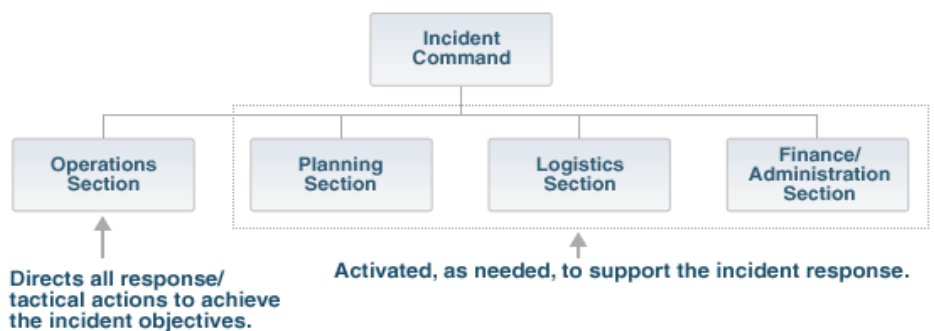 Incident
Command
Operations
Section
Planning
Section
Logistics
Section
Finance/
Administration
Section
Directs all response/
tactical actions to achieve
the incident objectives.
Activated, as needed, to support the incident response.